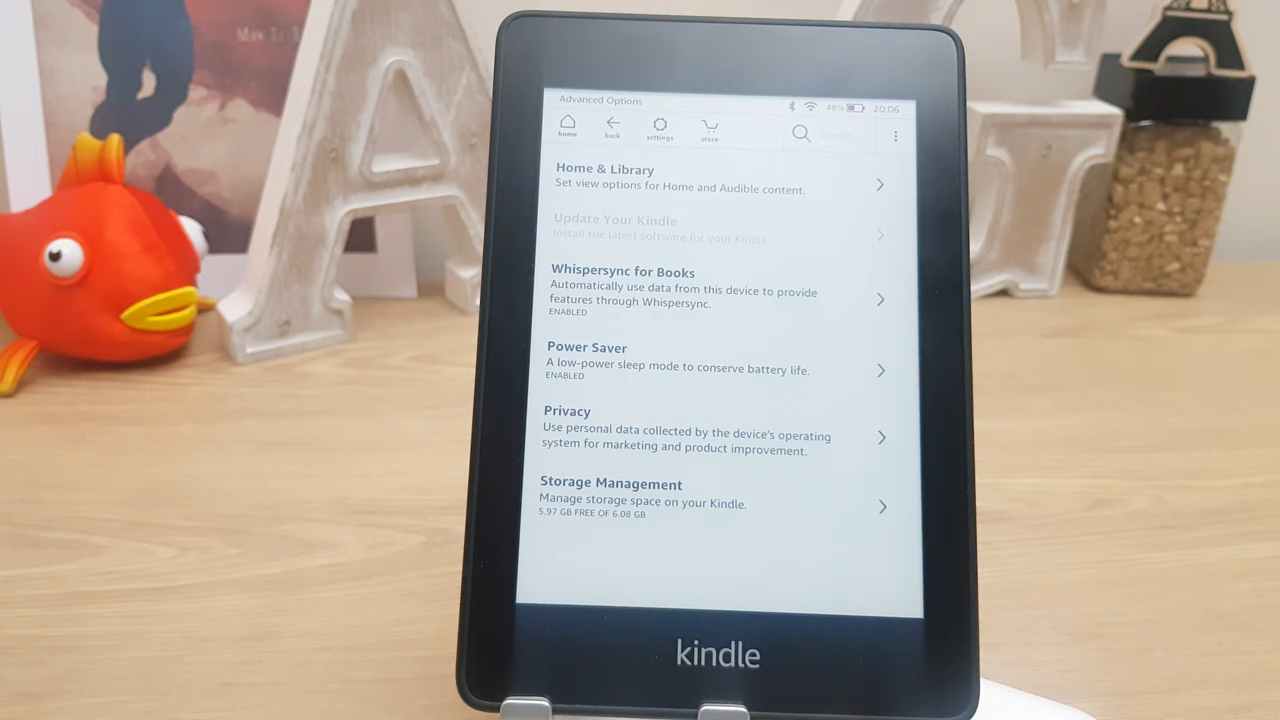 Advanced Options
48% 20:06
home back settings store Search
Home & Library
Set view options for Home and Audible content.
Update Your Kindle
Install the latest software for your Kindle
Whispersync for Books
Automatically use data from this device to provide
features through Whispersync.
ENABLED
Power Saver
A low-power sleep mode to conserve battery life.
ENABLED
Privacy
Use personal data collected by the device's operating
system for marketing and product improvement.
Storage Management
Manage storage space on your Kindle.
5.97 GB FREE OF 6.08 GB
kindle